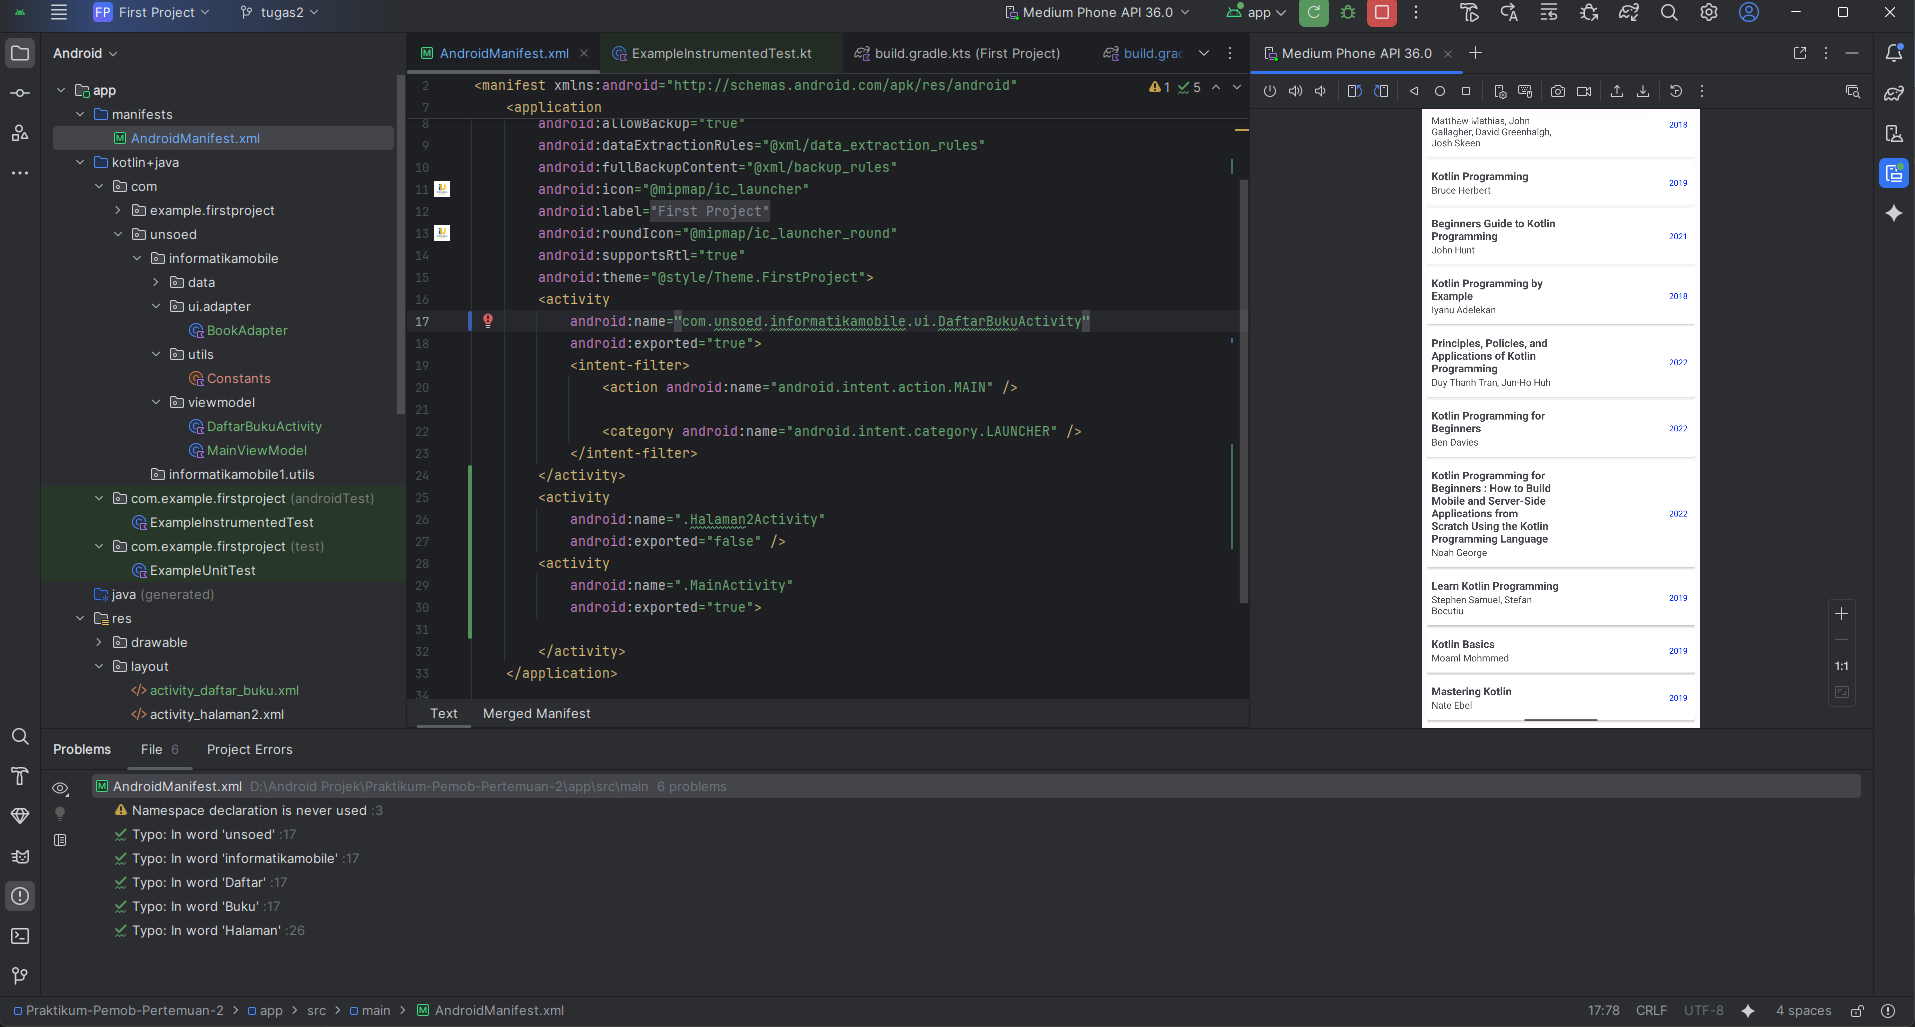 FP First Project
tugas2
Medium Phone API 36.0
app
Android
app
manifests
AndroidManifest.xml
kotlin+java
com
example.firstproject
unsoed
informatikamobile
data
ui.adapter
BookAdapter
utils
Constants
viewmodel
DaftarBukuActivity
MainViewModel
informatikamobile1.utils
com.example.firstproject (androidTest)
ExampleInstrumentedTest
com.example.firstproject (test)
ExampleUnitTest
java (generated)
res
drawable
layout
activity_daftar_buku.xml
activity_halaman2.xml
AndroidManifest.xml
ExampleInstrumentedTest.kt
build.gradle.kts (First Project)
build.grad
1 5
2 <manifest xmlns:android="http://schemas.android.com/apk/res/android"
7 <application
8 android:allowBackup="true"
9 android:dataExtractionRules="@xml/data_extraction_rules"
10 android:fullBackupContent="@xml/backup_rules"
11 android:icon="@mipmap/ic_launcher"
12 android:label="First Project"
13 android:roundIcon="@mipmap/ic_launcher_round"
14 android:supportsRtl="true"
15 android:theme="@style/Theme.FirstProject">
16 <activity
17 android:name="com.unsoed.informatikamobile.ui.DaftarBukuActivity"
18 android:exported="true">
19 <intent-filter>
20 <action android:name="android.intent.action.MAIN" />
21
22 <category android:name="android.intent.category.LAUNCHER" />
23 </intent-filter>
24 </activity>
25 <activity
26 android:name=".Halaman2Activity"
27 android:exported="false" />
28 <activity
29 android:name=".MainActivity"
30 android:exported="true">
31
32 </activity>
33 </application>
34
Text
Merged Manifest
Medium Phone API 36.0
Matthew Mathias, John
Gallagher, David Greenhalgh,
Josh Skeen
2018
Kotlin Programming
Bruce Herbert
2019
Beginners Guide to Kotlin
Programming
John Hunt
2021
Kotlin Programming by
Example
Iyanu Adelekan
2018
Principles, Policies, and
Applications of Kotlin
Programming
Duy Thanh Tran, Jun-Ho Huh
2022
Kotlin Programming for
Beginners
Ben Davies
2022
Kotlin Programming for
Beginners : How to Build
Mobile and Server-Side
Applications from
Scratch Using the Kotlin
Programming Language
Noah George
2022
Learn Kotlin Programming
Stephen Samuel, Stefan
Bocutiu
2019
Kotlin Basics
Moaml Mohmmed
2019
Mastering Kotlin
Nate Ebel
2019
1:1
Problems
File 6
Project Errors
AndroidManifest.xml D:\Android Projek\Praktikum-Pemob-Pertemuan-2\app\src\main 6 problems
Namespace declaration is never used :3
Typo: In word 'unsoed' :17
Typo: In word 'informatikamobile' :17
Typo: In word 'Daftar' :17
Typo: In word 'Buku' :17
Typo: In word 'Halaman' :26
Praktikum-Pemob-Pertemuan-2 > app > src > main > AndroidManifest.xml
17:78 CRLF UTF-8 4 spaces